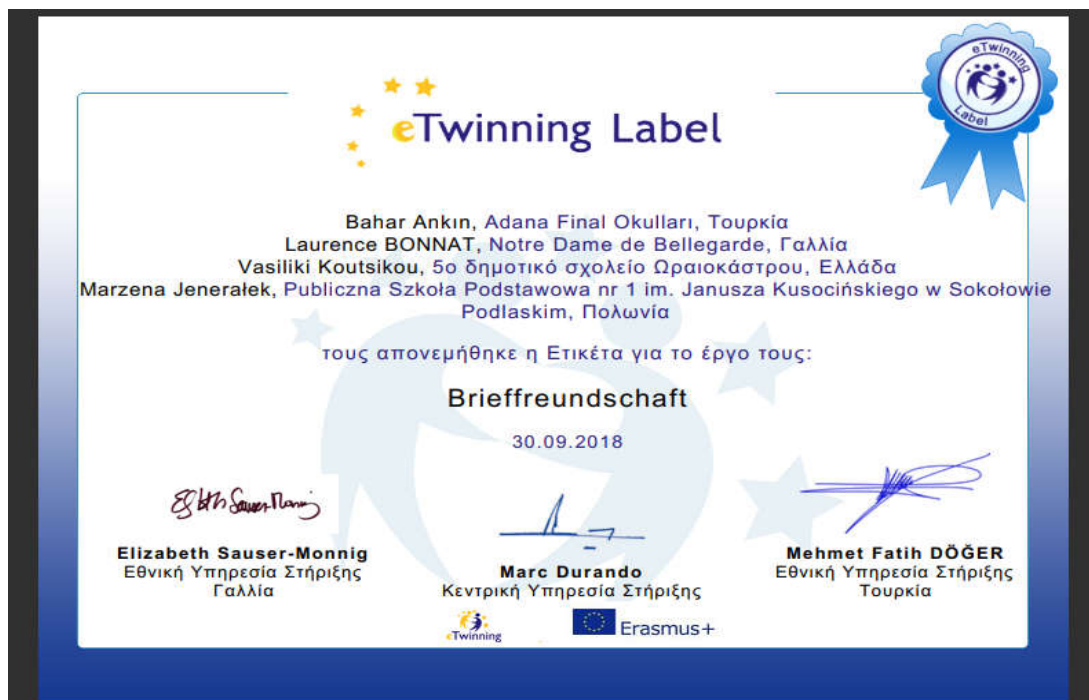 eTwinning
Label
eTwinning Label
Bahar Ankın, Adana Final Okulları, Τουρκία
Laurence BONNAT, Notre Dame de Bellegarde, Γαλλία
Vasiliki Koutsikou, 5ο δημοτικό σχολείο Ωραιοκάστρου, Ελλάδα
Marzena Jenerałek, Publiczna Szkoła Podstawowa nr 1 im. Janusza Kusocińskiego w Sokołowie
Podlaskim, Πολωνία
τους απονεμήθηκε η Ετικέτα για το έργο τους:
Brieffreundschaft
30.09.2018
Elizabeth Sauser-Monnig
Εθνική Υπηρεσία Στήριξης
Γαλλία
Marc Durando
Κεντρική Υπηρεσία Στήριξης
Mehmet Fatih DÖĞER
Εθνική Υπηρεσία Στήριξης
Τουρκία
eTwinning
Erasmus+